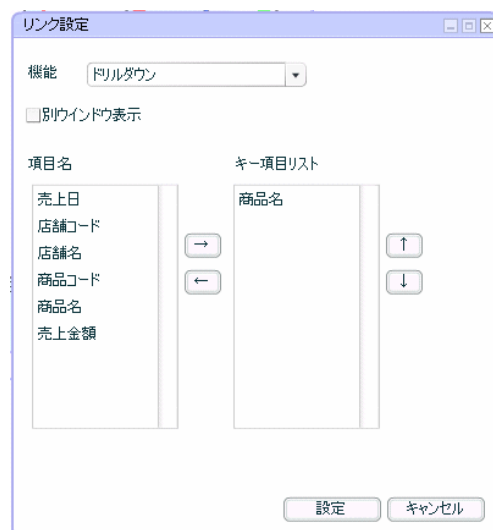 リンク設定
機能 ドリルダウン
別ウインドウ表示
項目名 キー項目リスト
売上日 商品名
店舗コード
店舗名 → ↑
商品コード ← ↓
商品名
売上金額
設定 キャンセル